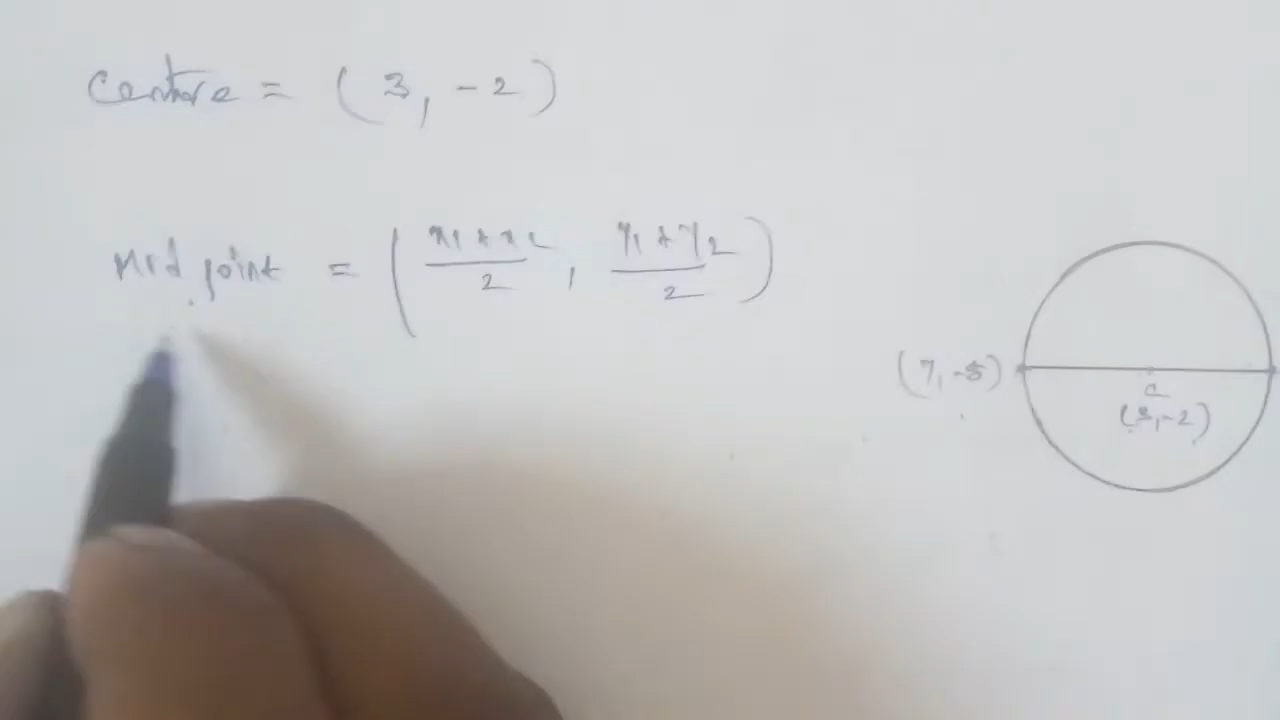 Centre = (3, -2)
Mid point = (x1 + x2 / 2, y1 + y2 / 2)
(7, -5)
C
(3, -2)